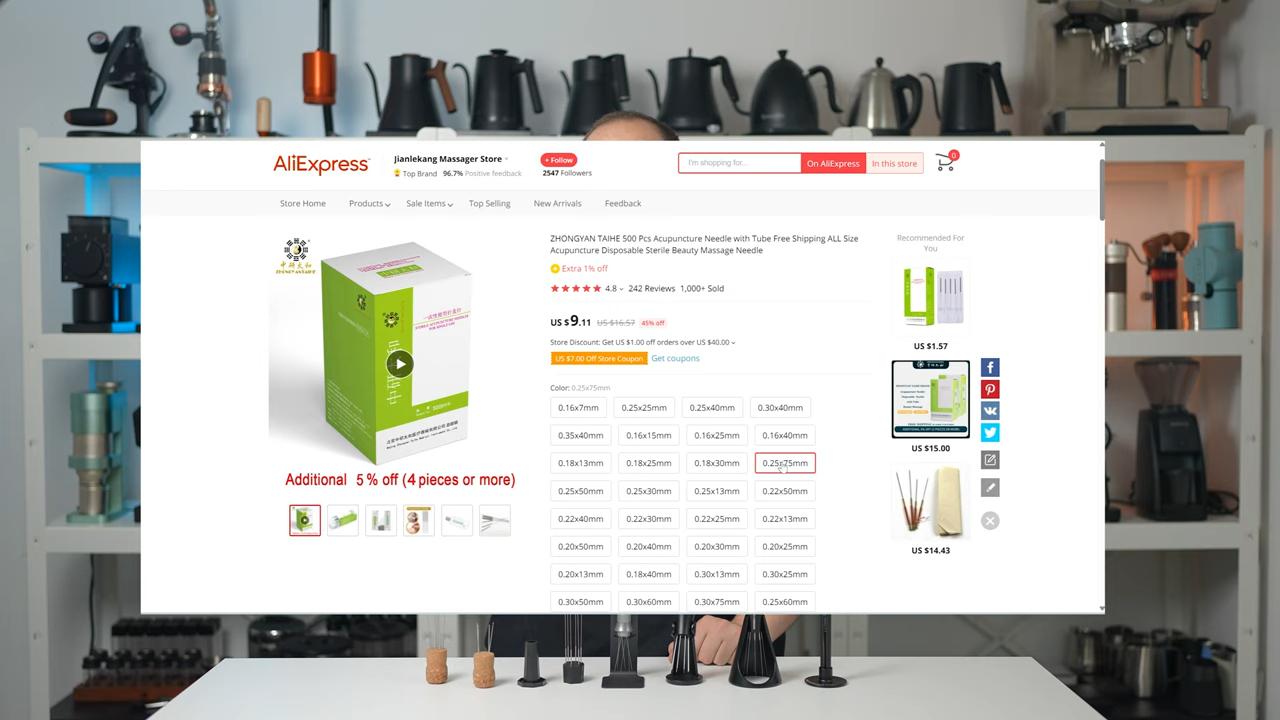 AliExpress
Jianlekang Massager Store
Top Brand 96.7% Positive feedback
+ Follow
2547 Followers
I'm shopping for...
On AliExpress
In this store
0
Store Home
Products
Sale Items
Top Selling
New Arrivals
Feedback
ZHONGYAN TAIHE 500 Pcs Acupuncture Needle with Tube Free Shipping ALL Size
Acupuncture Disposable Sterile Beauty Massage Needle
Extra 1% off
4.8 242 Reviews 1,000+ Sold
US $9.11 US $16.57 45% off
Store Discount: Get US $1.00 off orders over US $40.00
US $7.00 Off Store Coupon Get coupons
Color: 0.25x75mm
0.16x7mm 0.25x25mm 0.25x40mm 0.30x40mm
0.35x40mm 0.16x15mm 0.16x25mm 0.16x40mm
0.18x13mm 0.18x25mm 0.18x30mm 0.25x75mm
0.25x50mm 0.25x30mm 0.25x13mm 0.22x50mm
0.22x40mm 0.22x30mm 0.22x25mm 0.22x13mm
0.20x50mm 0.20x40mm 0.20x30mm 0.20x25mm
0.20x13mm 0.18x40mm 0.30x13mm 0.30x25mm
0.30x50mm 0.30x60mm 0.30x75mm 0.25x60mm
中研太和
ZHONGYAN TAIHE
Additional 5% off (4 pieces or more)
Recommended For
You
US $1.57
US $15.00
US $14.43